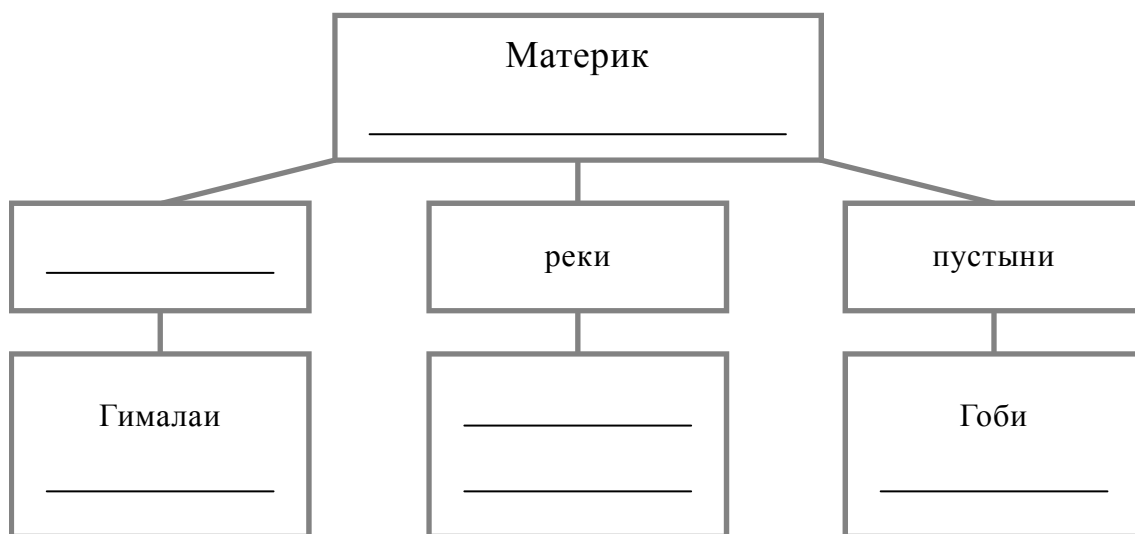 Материк
реки
пустыни
Гималаи
Гоби